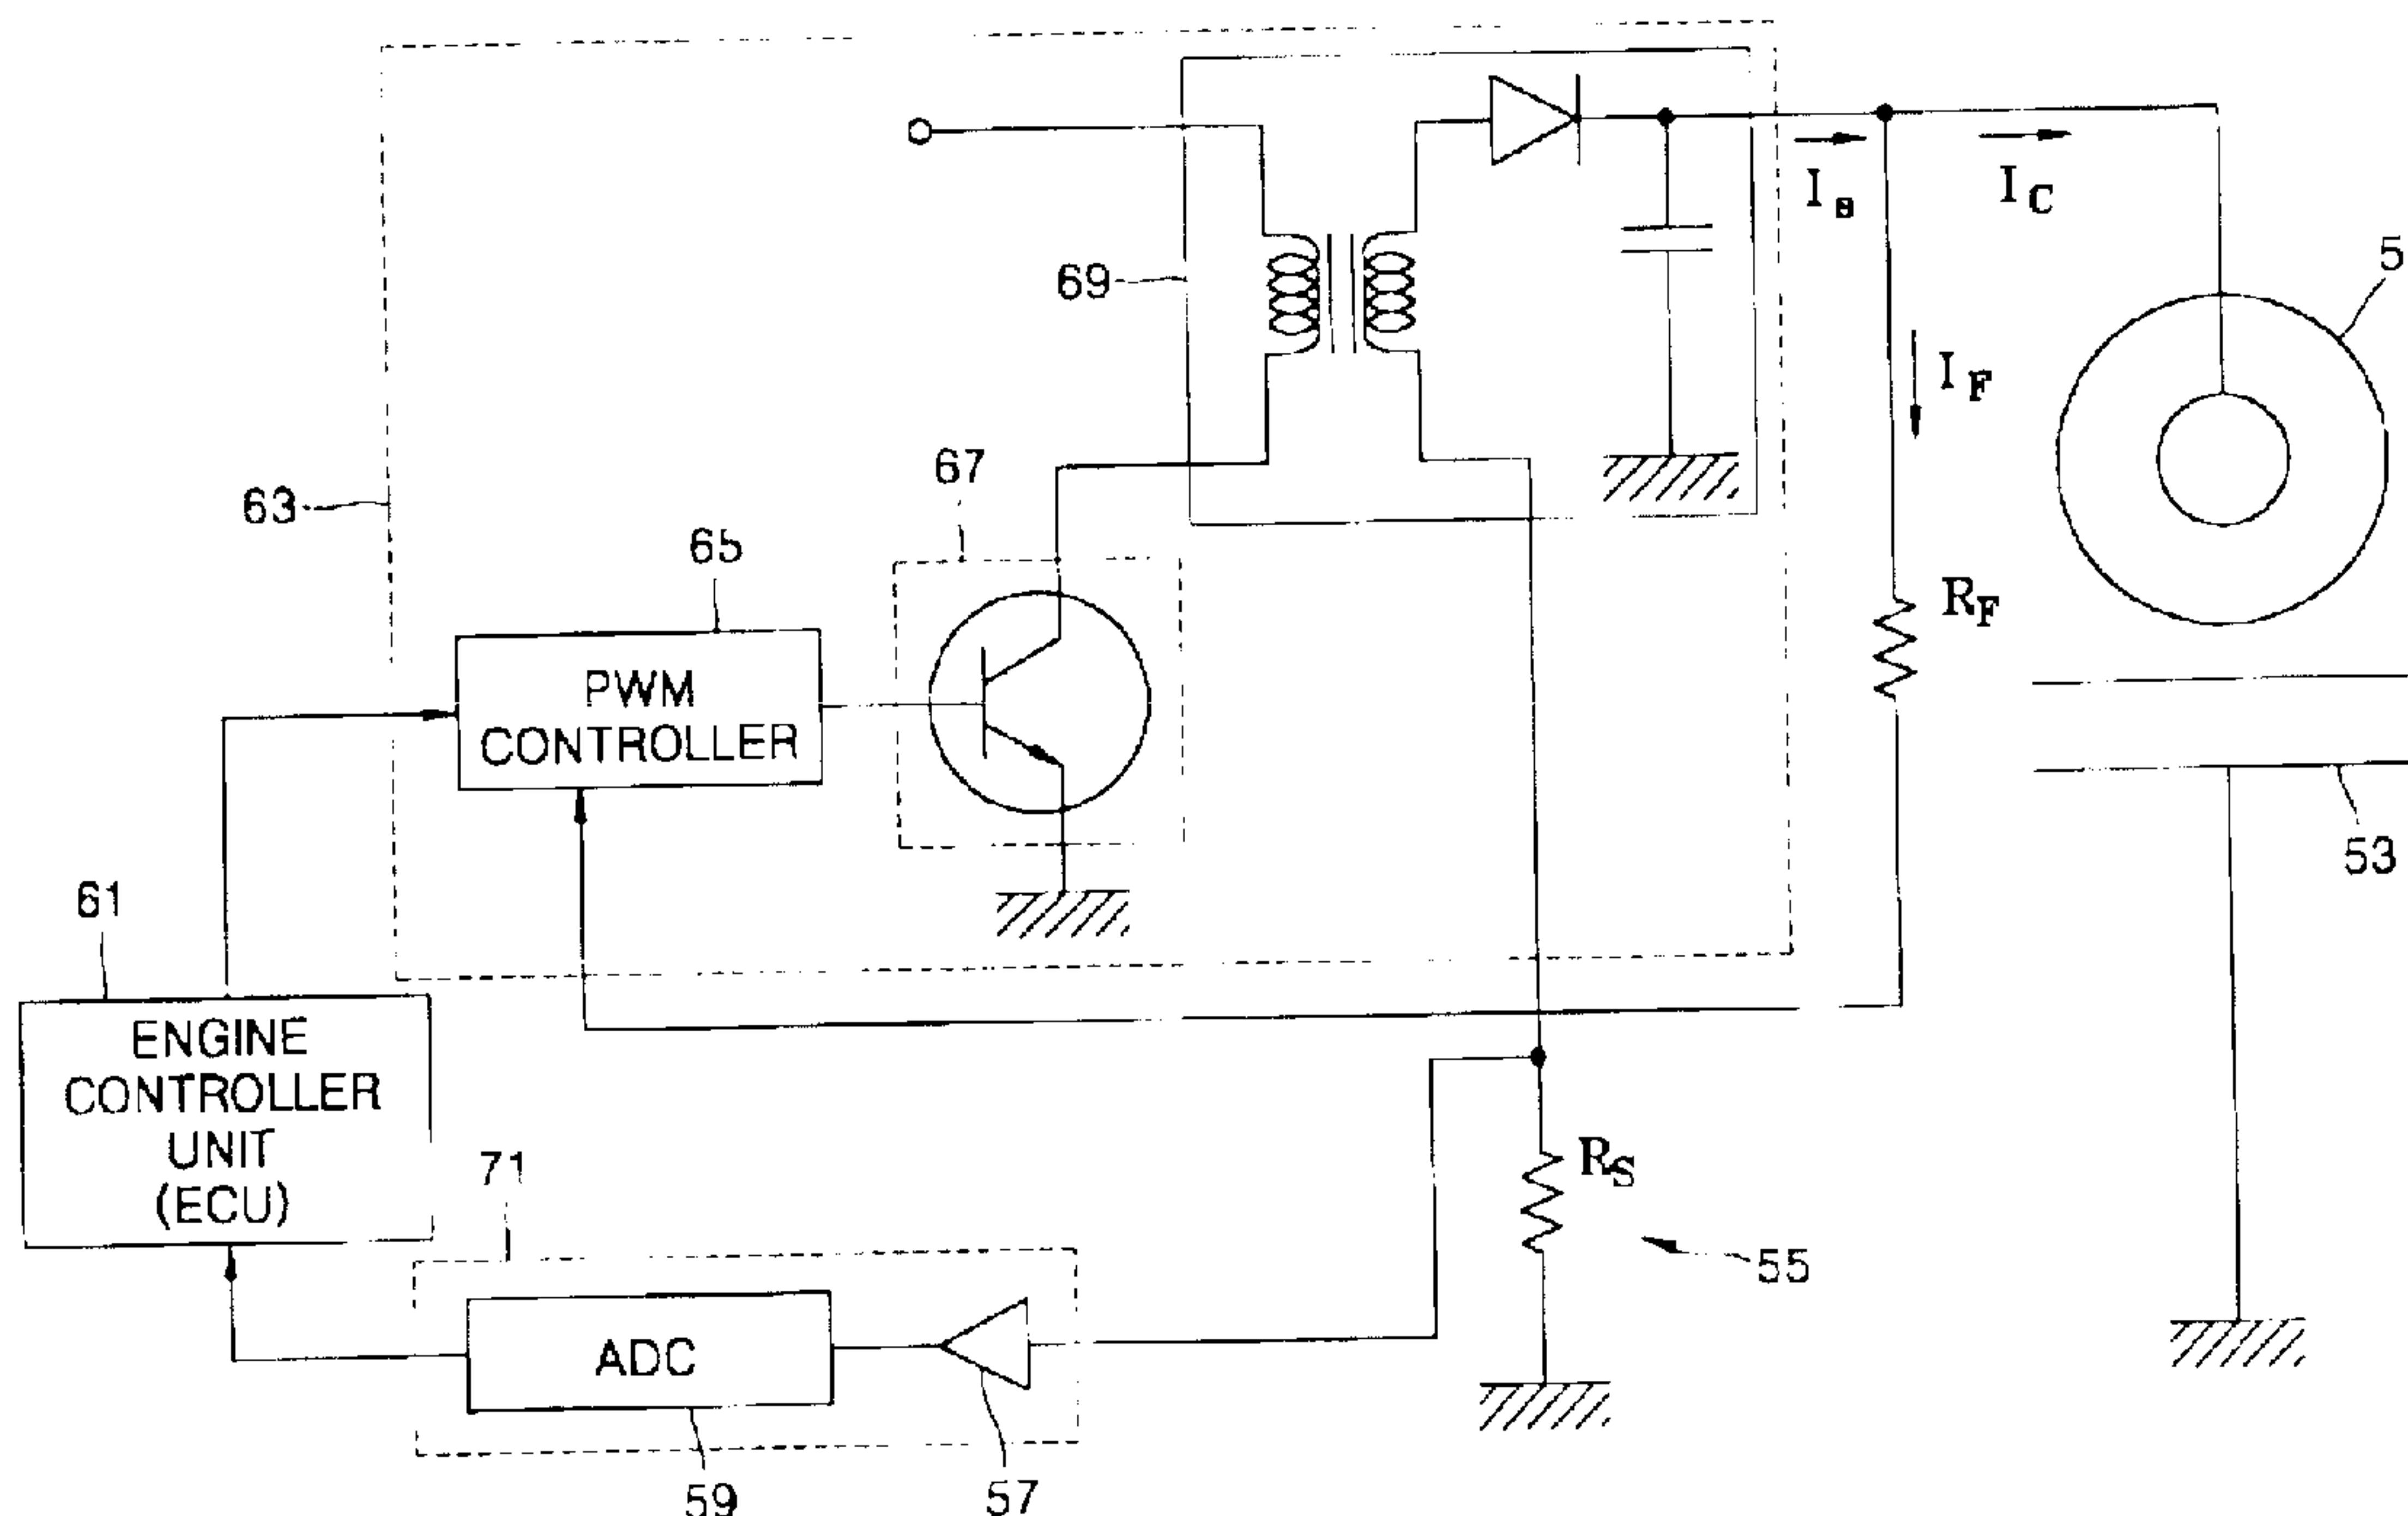 69
I s
I C
5
63
67
I F
65
R F
PWM
CONTROLLER
53
61
ENGINE
CONTROLLER
UNIT
(ECU)
71
R S
55
ADC
59
57